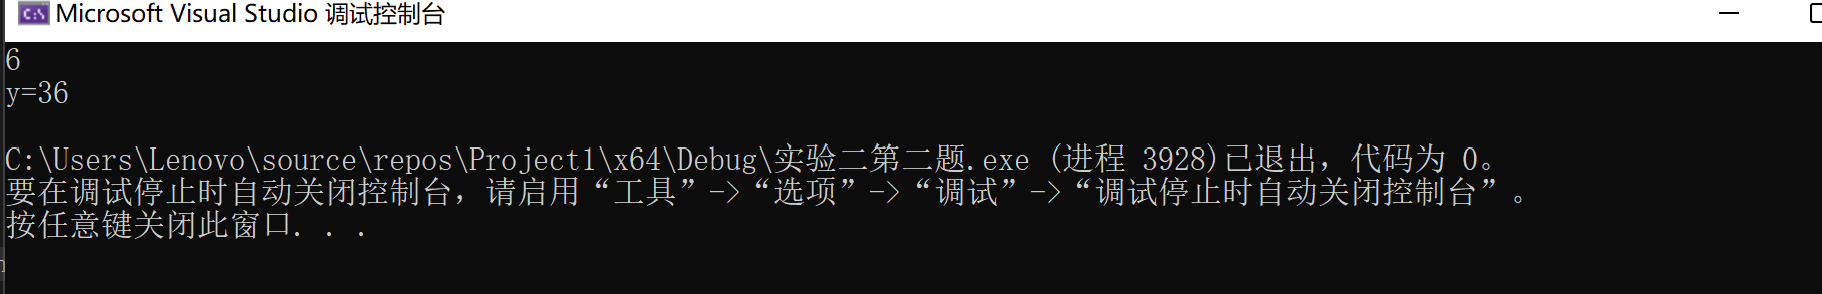 Microsoft Visual Studio 调试控制台
6
y=36
C:\Users\Lenovo\source\repos\Project1\x64\Debug\实验二第二题.exe (进程 3928)已退出，代码为 0。
要在调试停止时自动关闭控制台，请启用“工具”->“选项”->“调试”->“调试停止时自动关闭控制台”。
按任意键关闭此窗口. . .